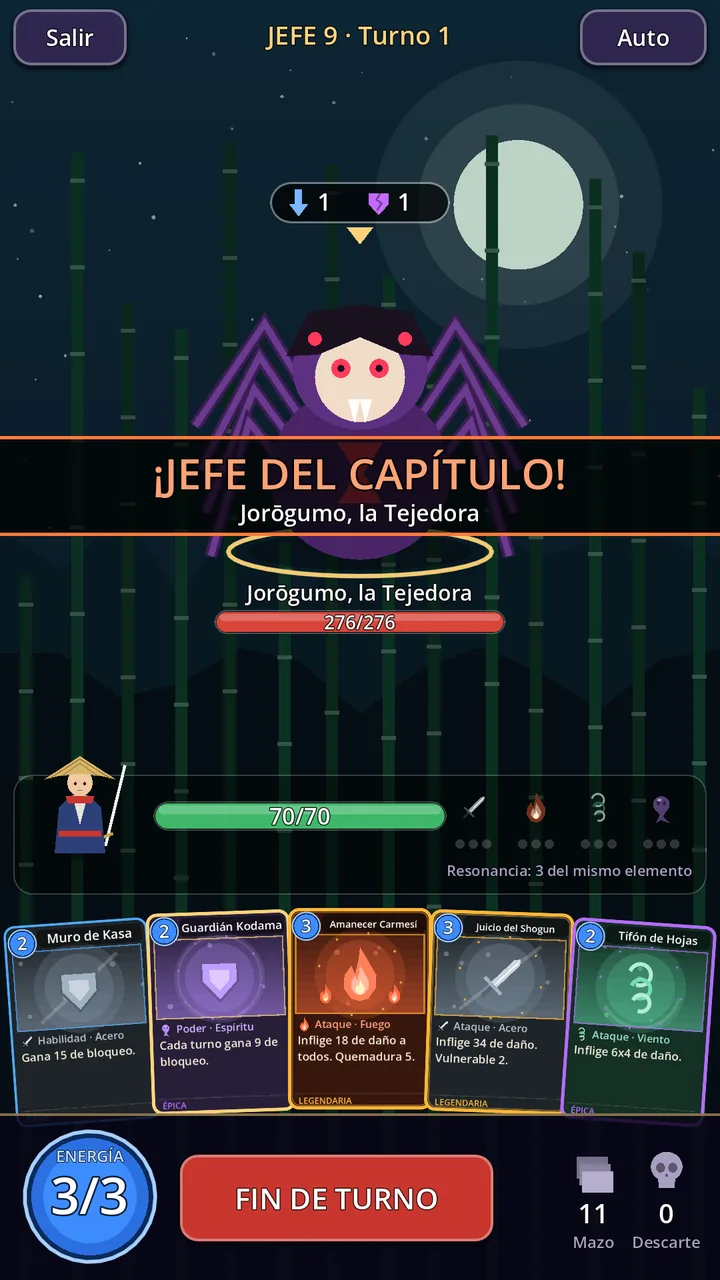 Salir
JEFE 9 · Turno 1
Auto
1
1
¡JEFE DEL CAPÍTULO!
Jorōgumo, la Tejedora
Jorōgumo, la Tejedora
276/276
70/70
Resonancia: 3 del mismo elemento
2
Muro de Kasa
Habilidad · Acero
Gana 15 de bloqueo.
2
Guardián Kodama
Poder · Espíritu
Cada turno gana 9 de
bloqueo.
ÉPICA
3
Amanecer Carmesí
Ataque · Fuego
Inflige 18 de daño a
todos. Quemadura 5.
LEGENDARIA
3
Juicio del Shogun
Ataque · Acero
Inflige 34 de daño.
Vulnerable 2.
LEGENDARIA
2
Tifón de Hojas
Ataque · Viento
Inflige 6x4 de daño.
ÉPICA
ENERGÍA
3/3
FIN DE TURNO
11
Mazo
0
Descarte